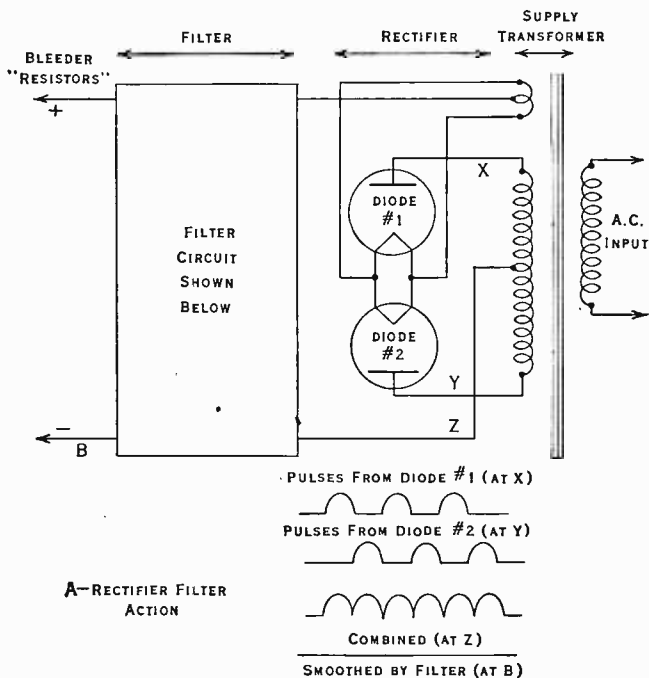 FILTER
RECTIFIER
SUPPLY
TRANSFORMER
BLEEDER
"RESISTORS"
+
X
DIODE
#1
A.C.
INPUT
FILTER
CIRCUIT
SHOWN
BELOW
DIODE
#2
Y
Z
−
B
PULSES FROM DIODE #1 (AT X)
PULSES FROM DIODE #2 (AT Y)
A-RECTIFIER FILTER
ACTION
COMBINED (AT Z)
SMOOTHED BY FILTER (AT B)